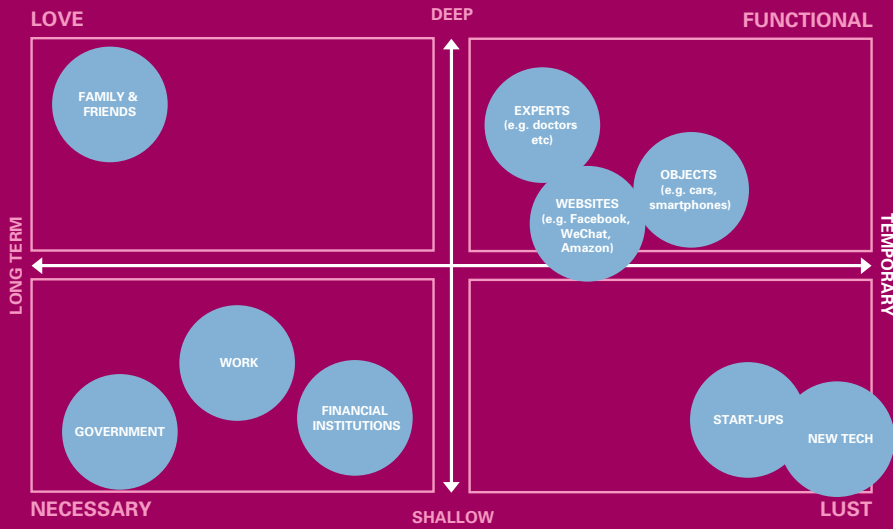 LOVE
DEEP
FUNCTIONAL
FAMILY &
FRIENDS
EXPERTS
(e.g. doctors
etc)
OBJECTS
(e.g. cars,
smartphones)
WEBSITES
(e.g. Facebook,
WeChat,
Amazon)
LONG TERM
TEMPORARY
WORK
GOVERNMENT
FINANCIAL
INSTITUTIONS
START-UPS
NEW TECH
NECESSARY
SHALLOW
LUST